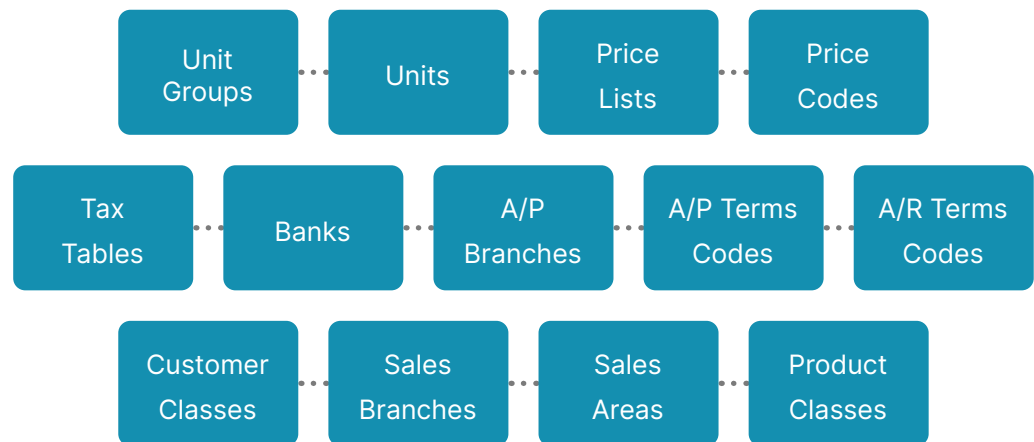 Unit
Groups
Units
Price
Lists
Price
Codes
Tax
Tables
Banks
A/P
Branches
A/P Terms
Codes
A/R Terms
Codes
Customer
Classes
Sales
Branches
Sales
Areas
Product
Classes